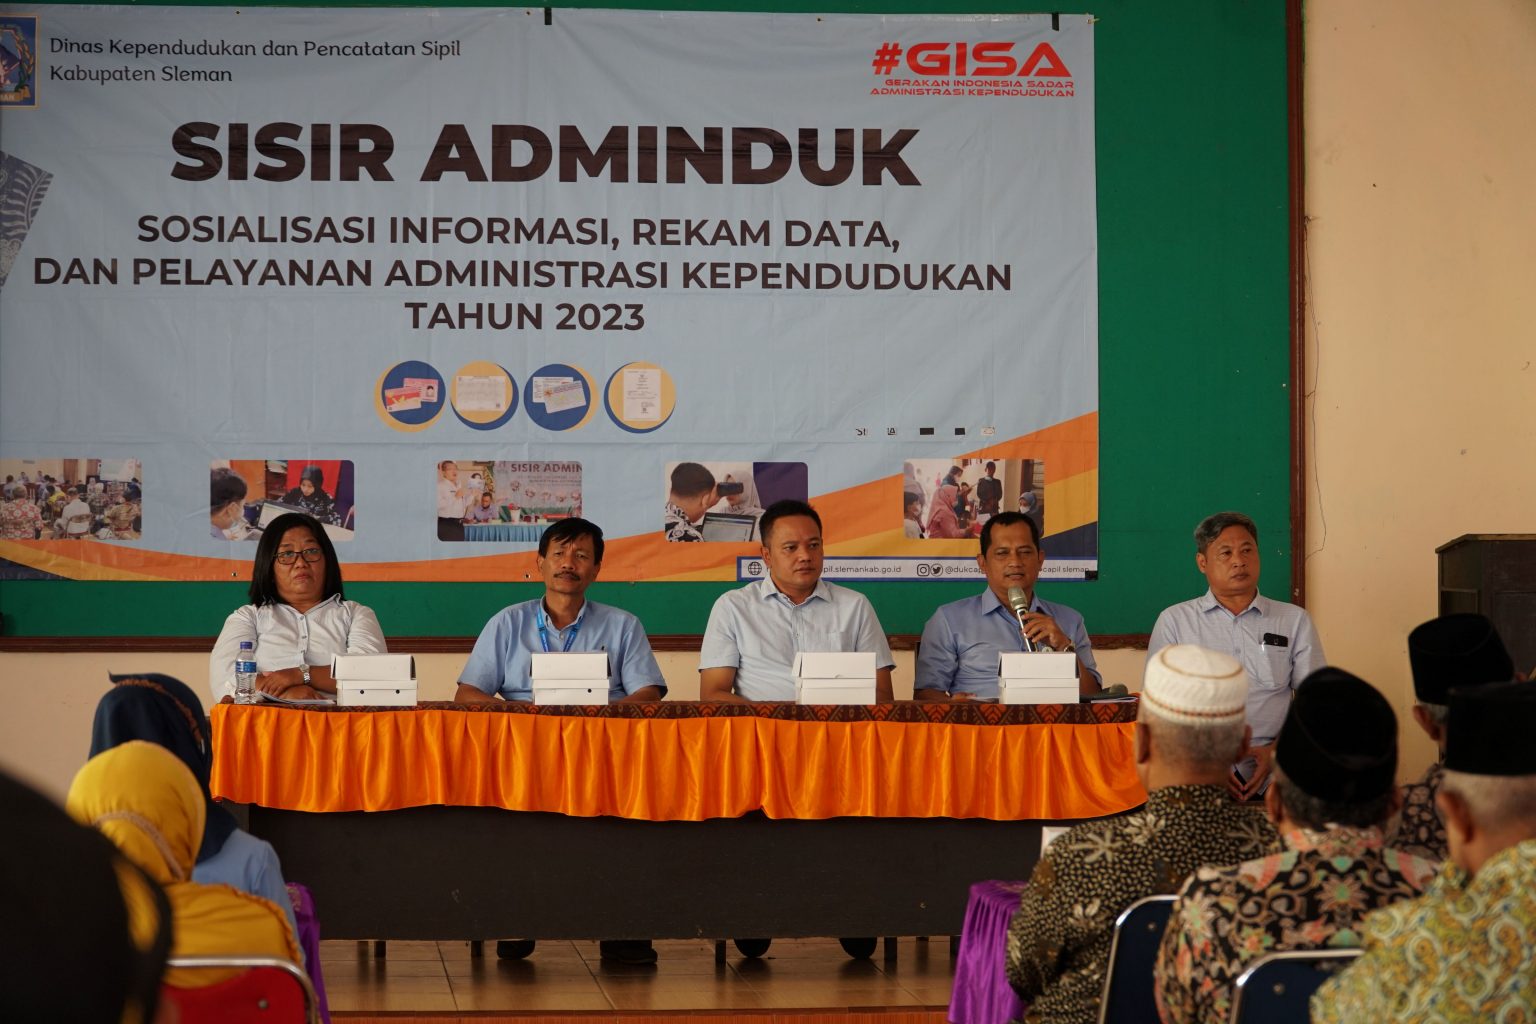 Dinas Kependudukan dan Pencatatan Sipil
Kabupaten Sleman
#GISA
GERAKAN INDONESIA SADAR
ADMINISTRASI KEPENDUDUKAN
SISIR ADMINDUK
SOSIALISASI INFORMASI, REKAM DATA,
DAN PELAYANAN ADMINISTRASI KEPENDUDUKAN
TAHUN 2023
SISIR ADMIN